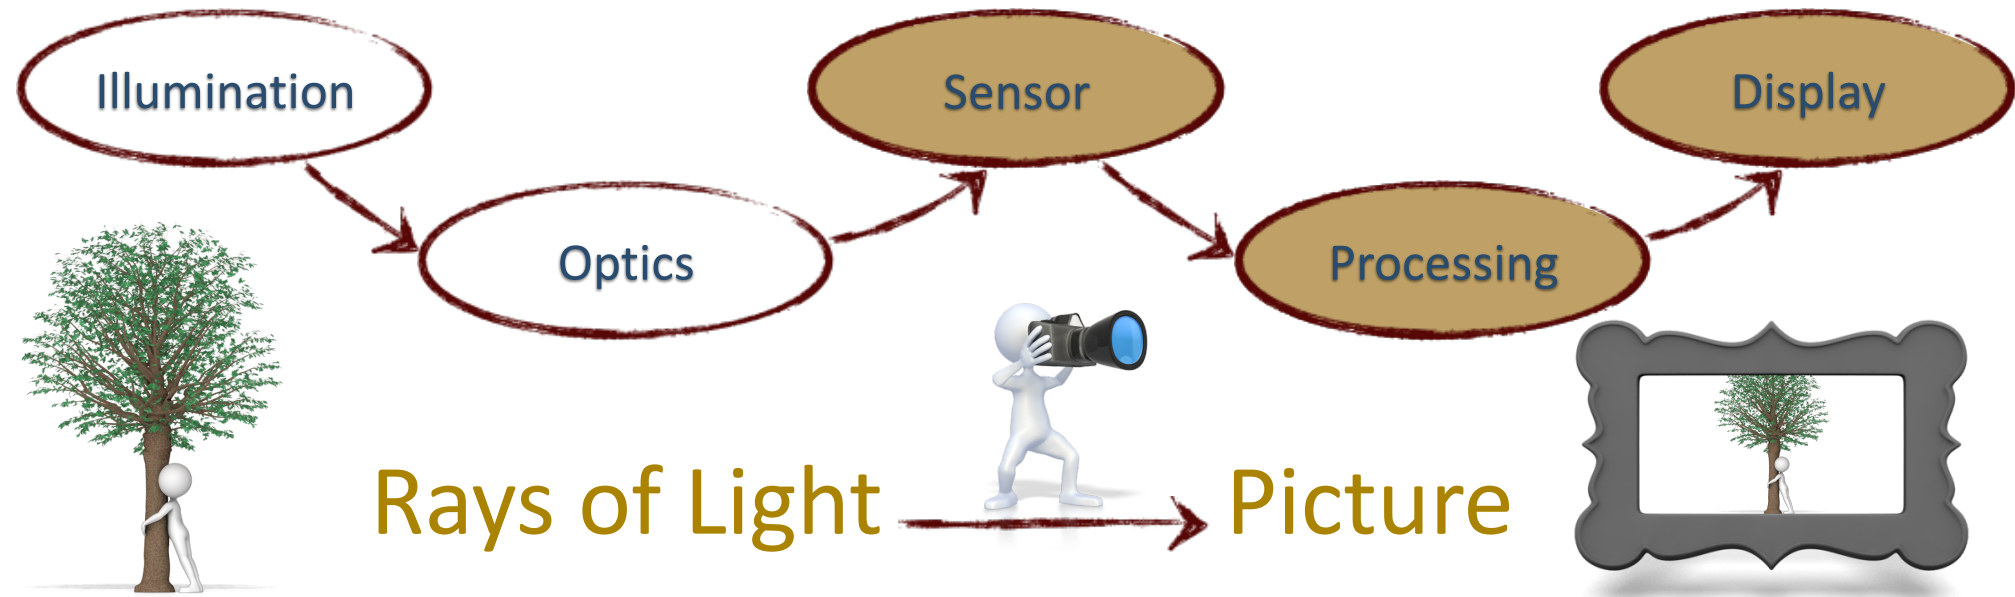 Illumination
Optics
Sensor
Processing
Display
Rays of Light
Picture